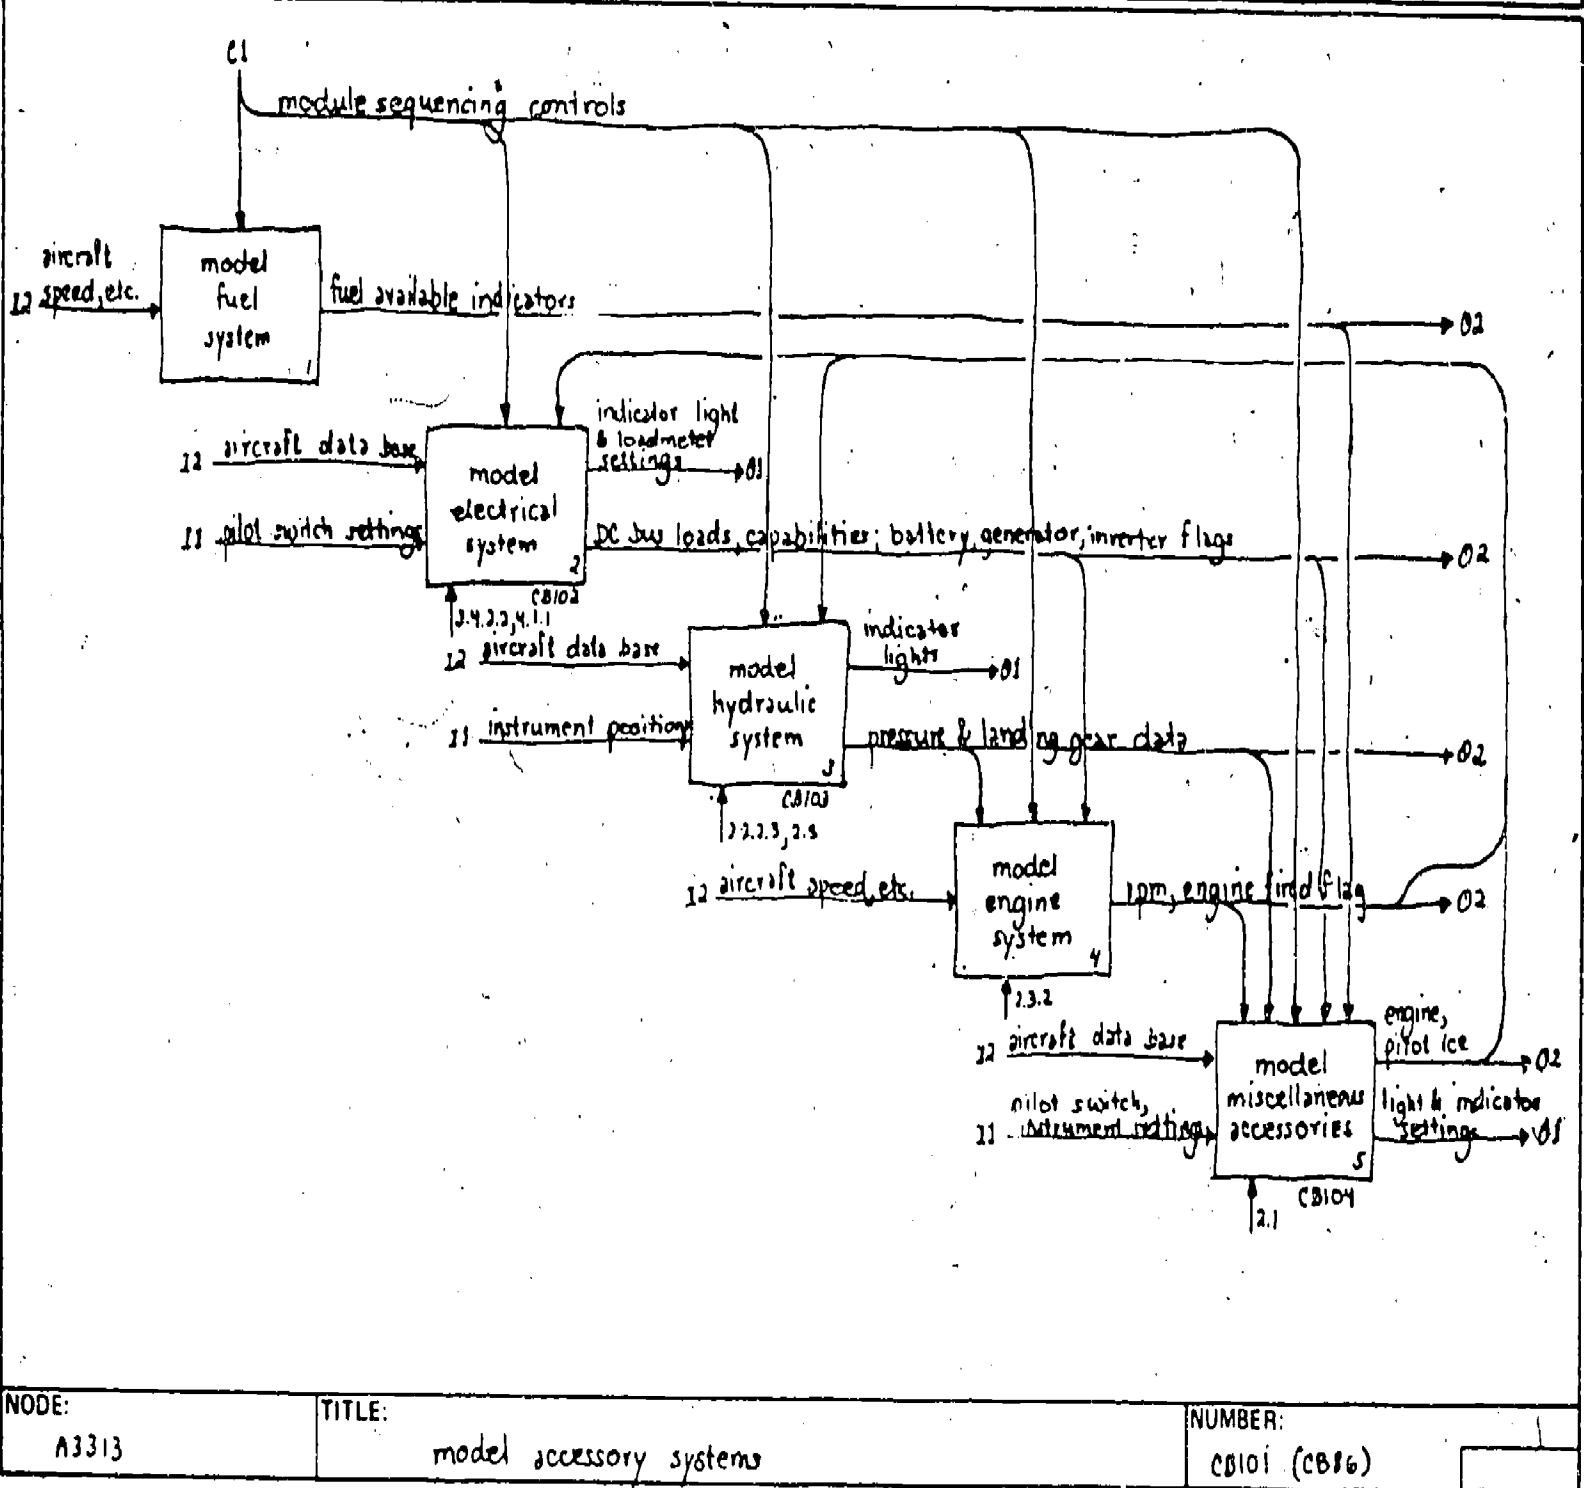 C1
module sequencing controls
aircraft
speed, etc.
I2
model
fuel
system
1
fuel available indicators
O2
indicator light
& loadmeter
settings
O1
I2 aircraft data base
I1 pilot switch settings
model
electrical
system
2
CB102
DC bus loads, capabilities; battery, generator, inverter flags
O2
I2 aircraft data base
I1 instrument position
model
hydraulic
system
3
indicator
lights
O1
pressure & landing gear data
O2
I2 aircraft speed, etc.
model
engine
system
4
rpm, engine fired flag
O2
2.3.2
I2 aircraft data base
pilot switch,
I1 instrument settings
model
miscellaneous
accessories
5
CB104
2.1
engine,
pitot ice
O2
light & indicator
settings
O1
NODE:
A3313
TITLE:
model accessory systems
NUMBER:
CB101 (CB86)